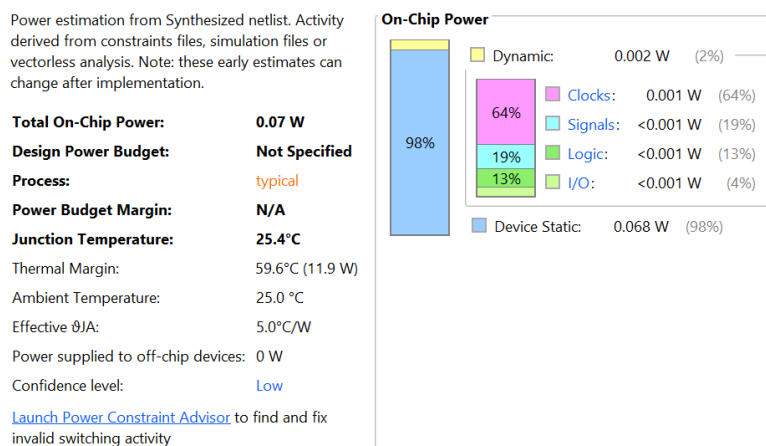 Power estimation from Synthesized netlist. Activity
derived from constraints files, simulation files or
vectorless analysis. Note: these early estimates can
change after implementation.
Total On-Chip Power: 0.07 W
Design Power Budget: Not Specified
Process: typical
Power Budget Margin: N/A
Junction Temperature: 25.4°C
Thermal Margin: 59.6°C (11.9 W)
Ambient Temperature: 25.0 °C
Effective ϑJA: 5.0°C/W
Power supplied to off-chip devices: 0 W
Confidence level: Low
Launch Power Constraint Advisor to find and fix
invalid switching activity
On-Chip Power
98%
Dynamic: 0.002 W (2%)
64%
19%
13%
Clocks: 0.001 W (64%)
Signals: <0.001 W (19%)
Logic: <0.001 W (13%)
I/O: <0.001 W (4%)
Device Static: 0.068 W (98%)